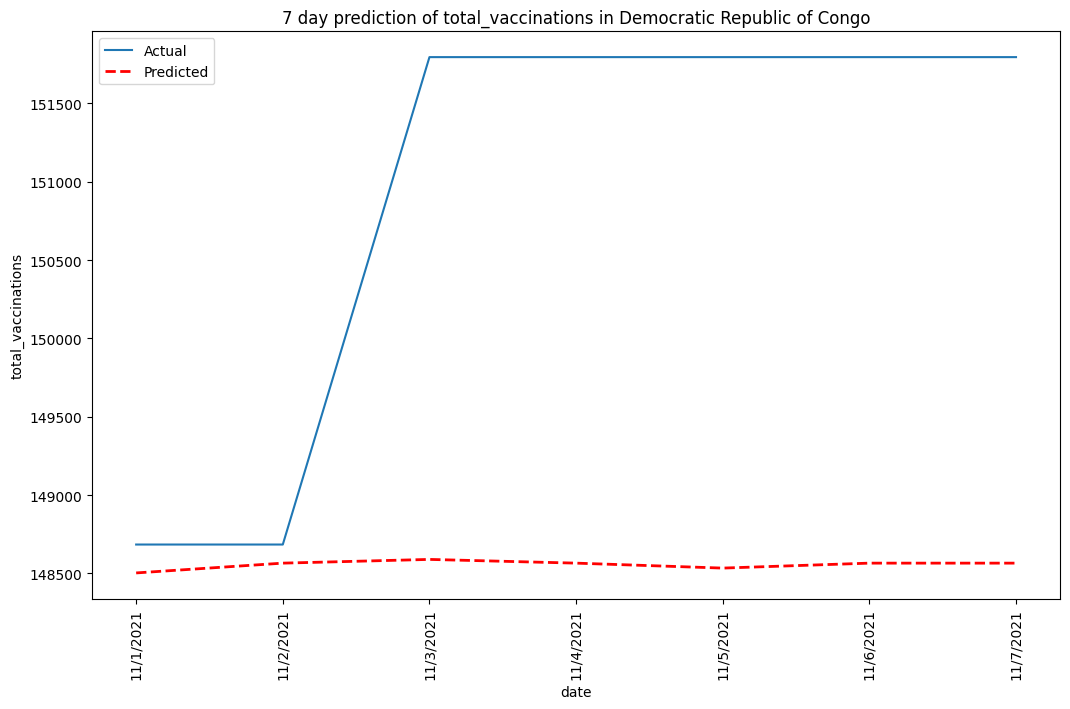 7 day prediction of total_vaccinations in Democratic Republic of Congo
Actual
Predicted
total_vaccinations
151500
151000
150500
150000
149500
149000
148500
11/1/2021
11/2/2021
11/3/2021
11/4/2021
11/5/2021
11/6/2021
11/7/2021
date